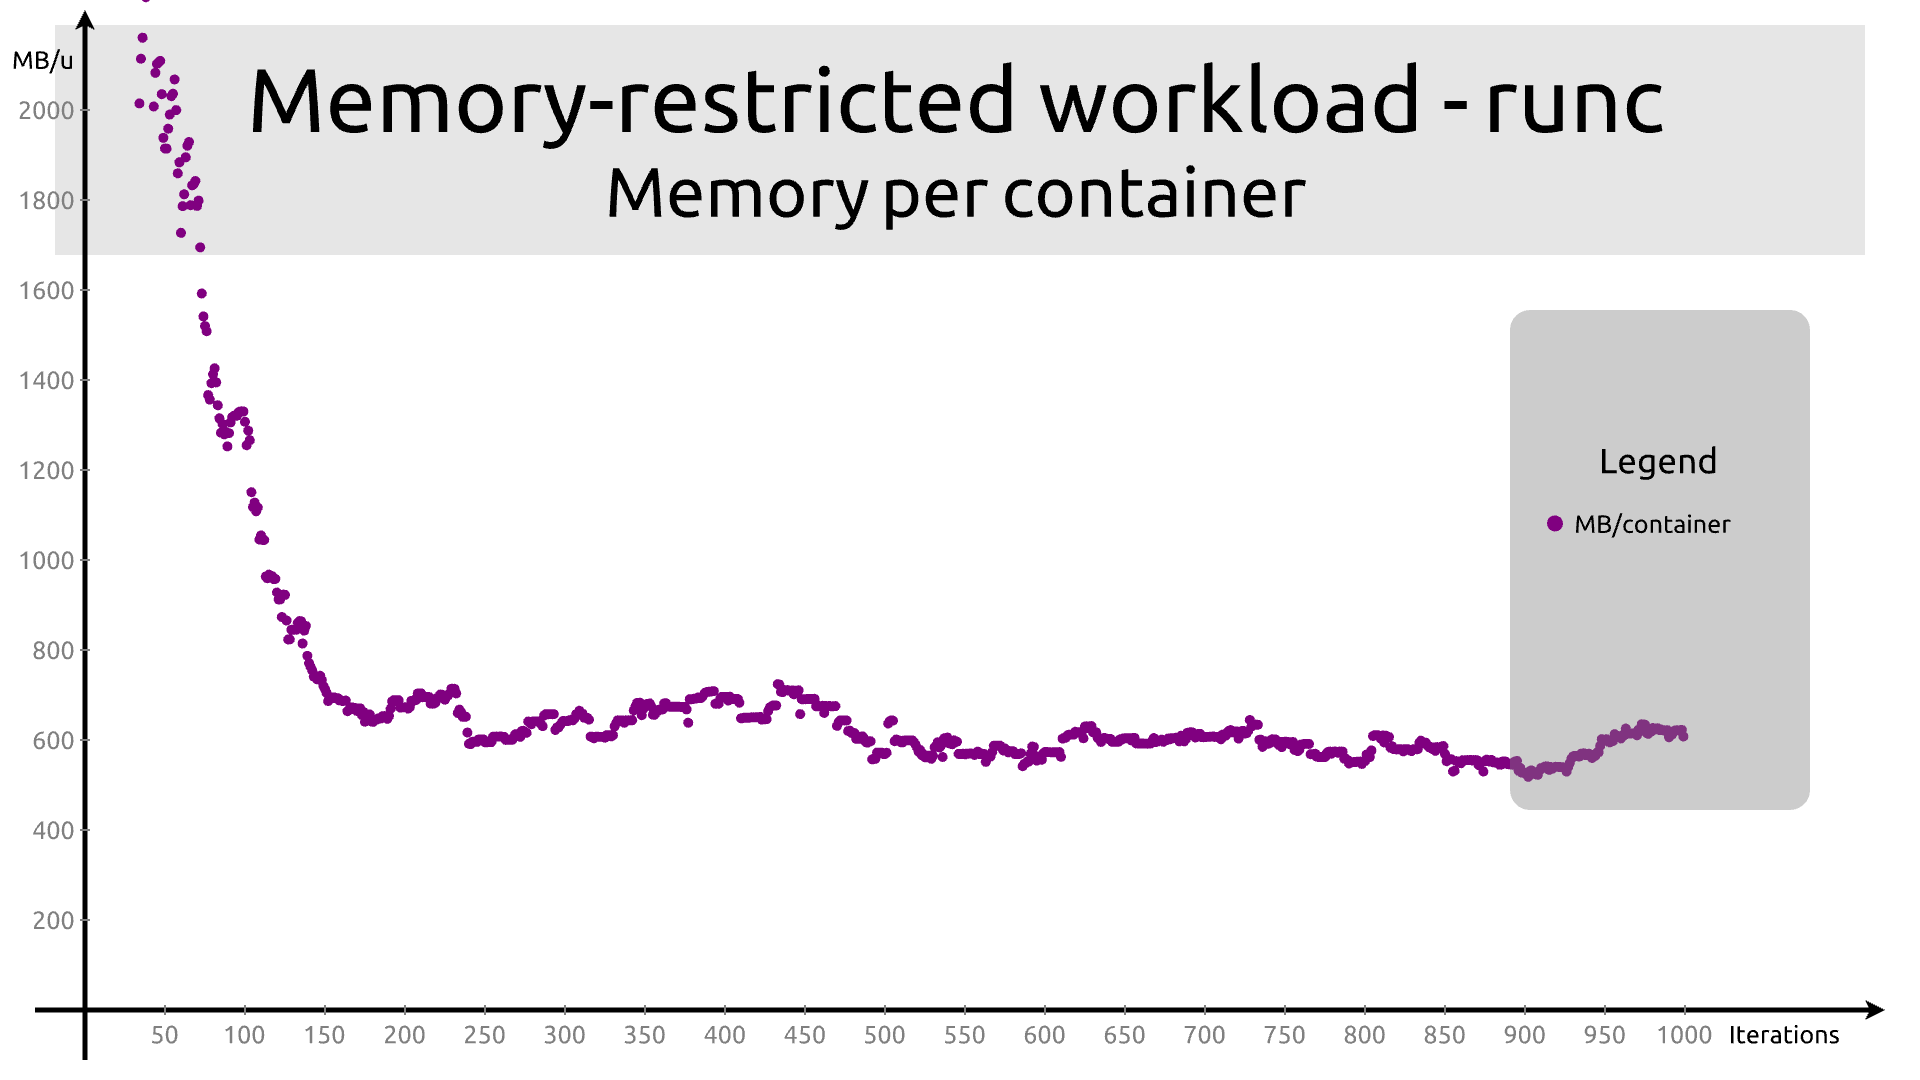 MB/u
Memory-restricted workload - runc
Memory per container
2000
1800
1600
1400
1200
1000
800
600
400
200
Legend
MB/container
50 100 150 200 250 300 350 400 450 500 550 600 650 700 750 800 850 900 950 1000 Iterations